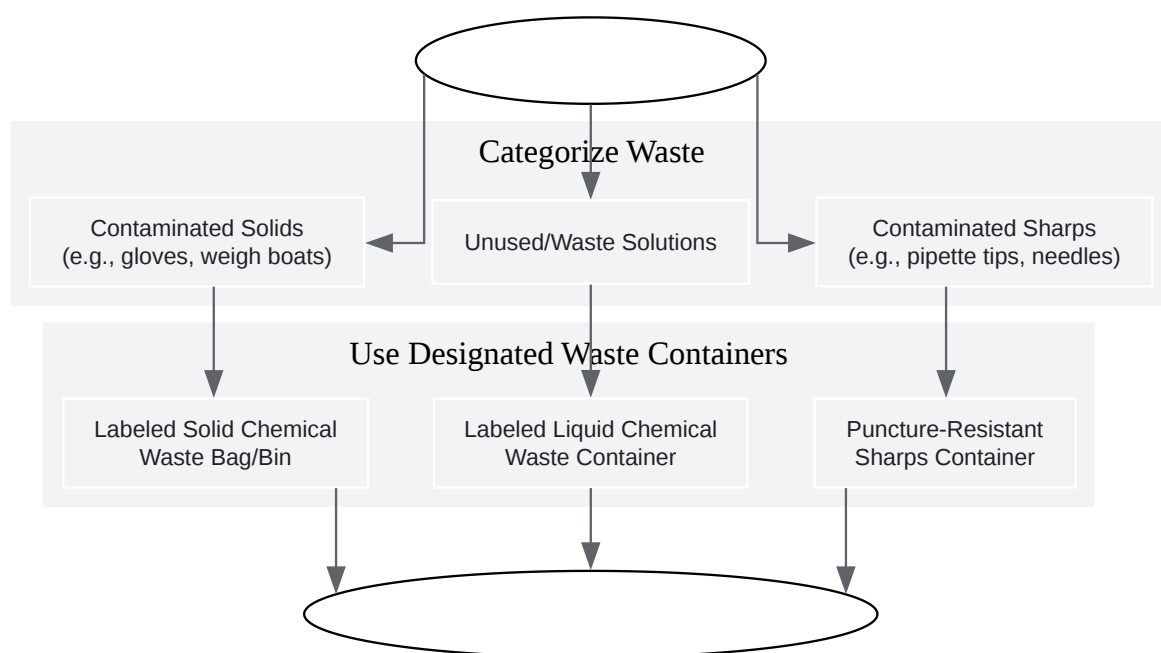 Categorize Waste
Contaminated Solids
(e.g., gloves, weigh boats)
Unused/Waste Solutions
Contaminated Sharps
(e.g., pipette tips, needles)
Use Designated Waste Containers
Labeled Solid Chemical
Waste Bag/Bin
Labeled Liquid Chemical
Waste Container
Puncture-Resistant
Sharps Container